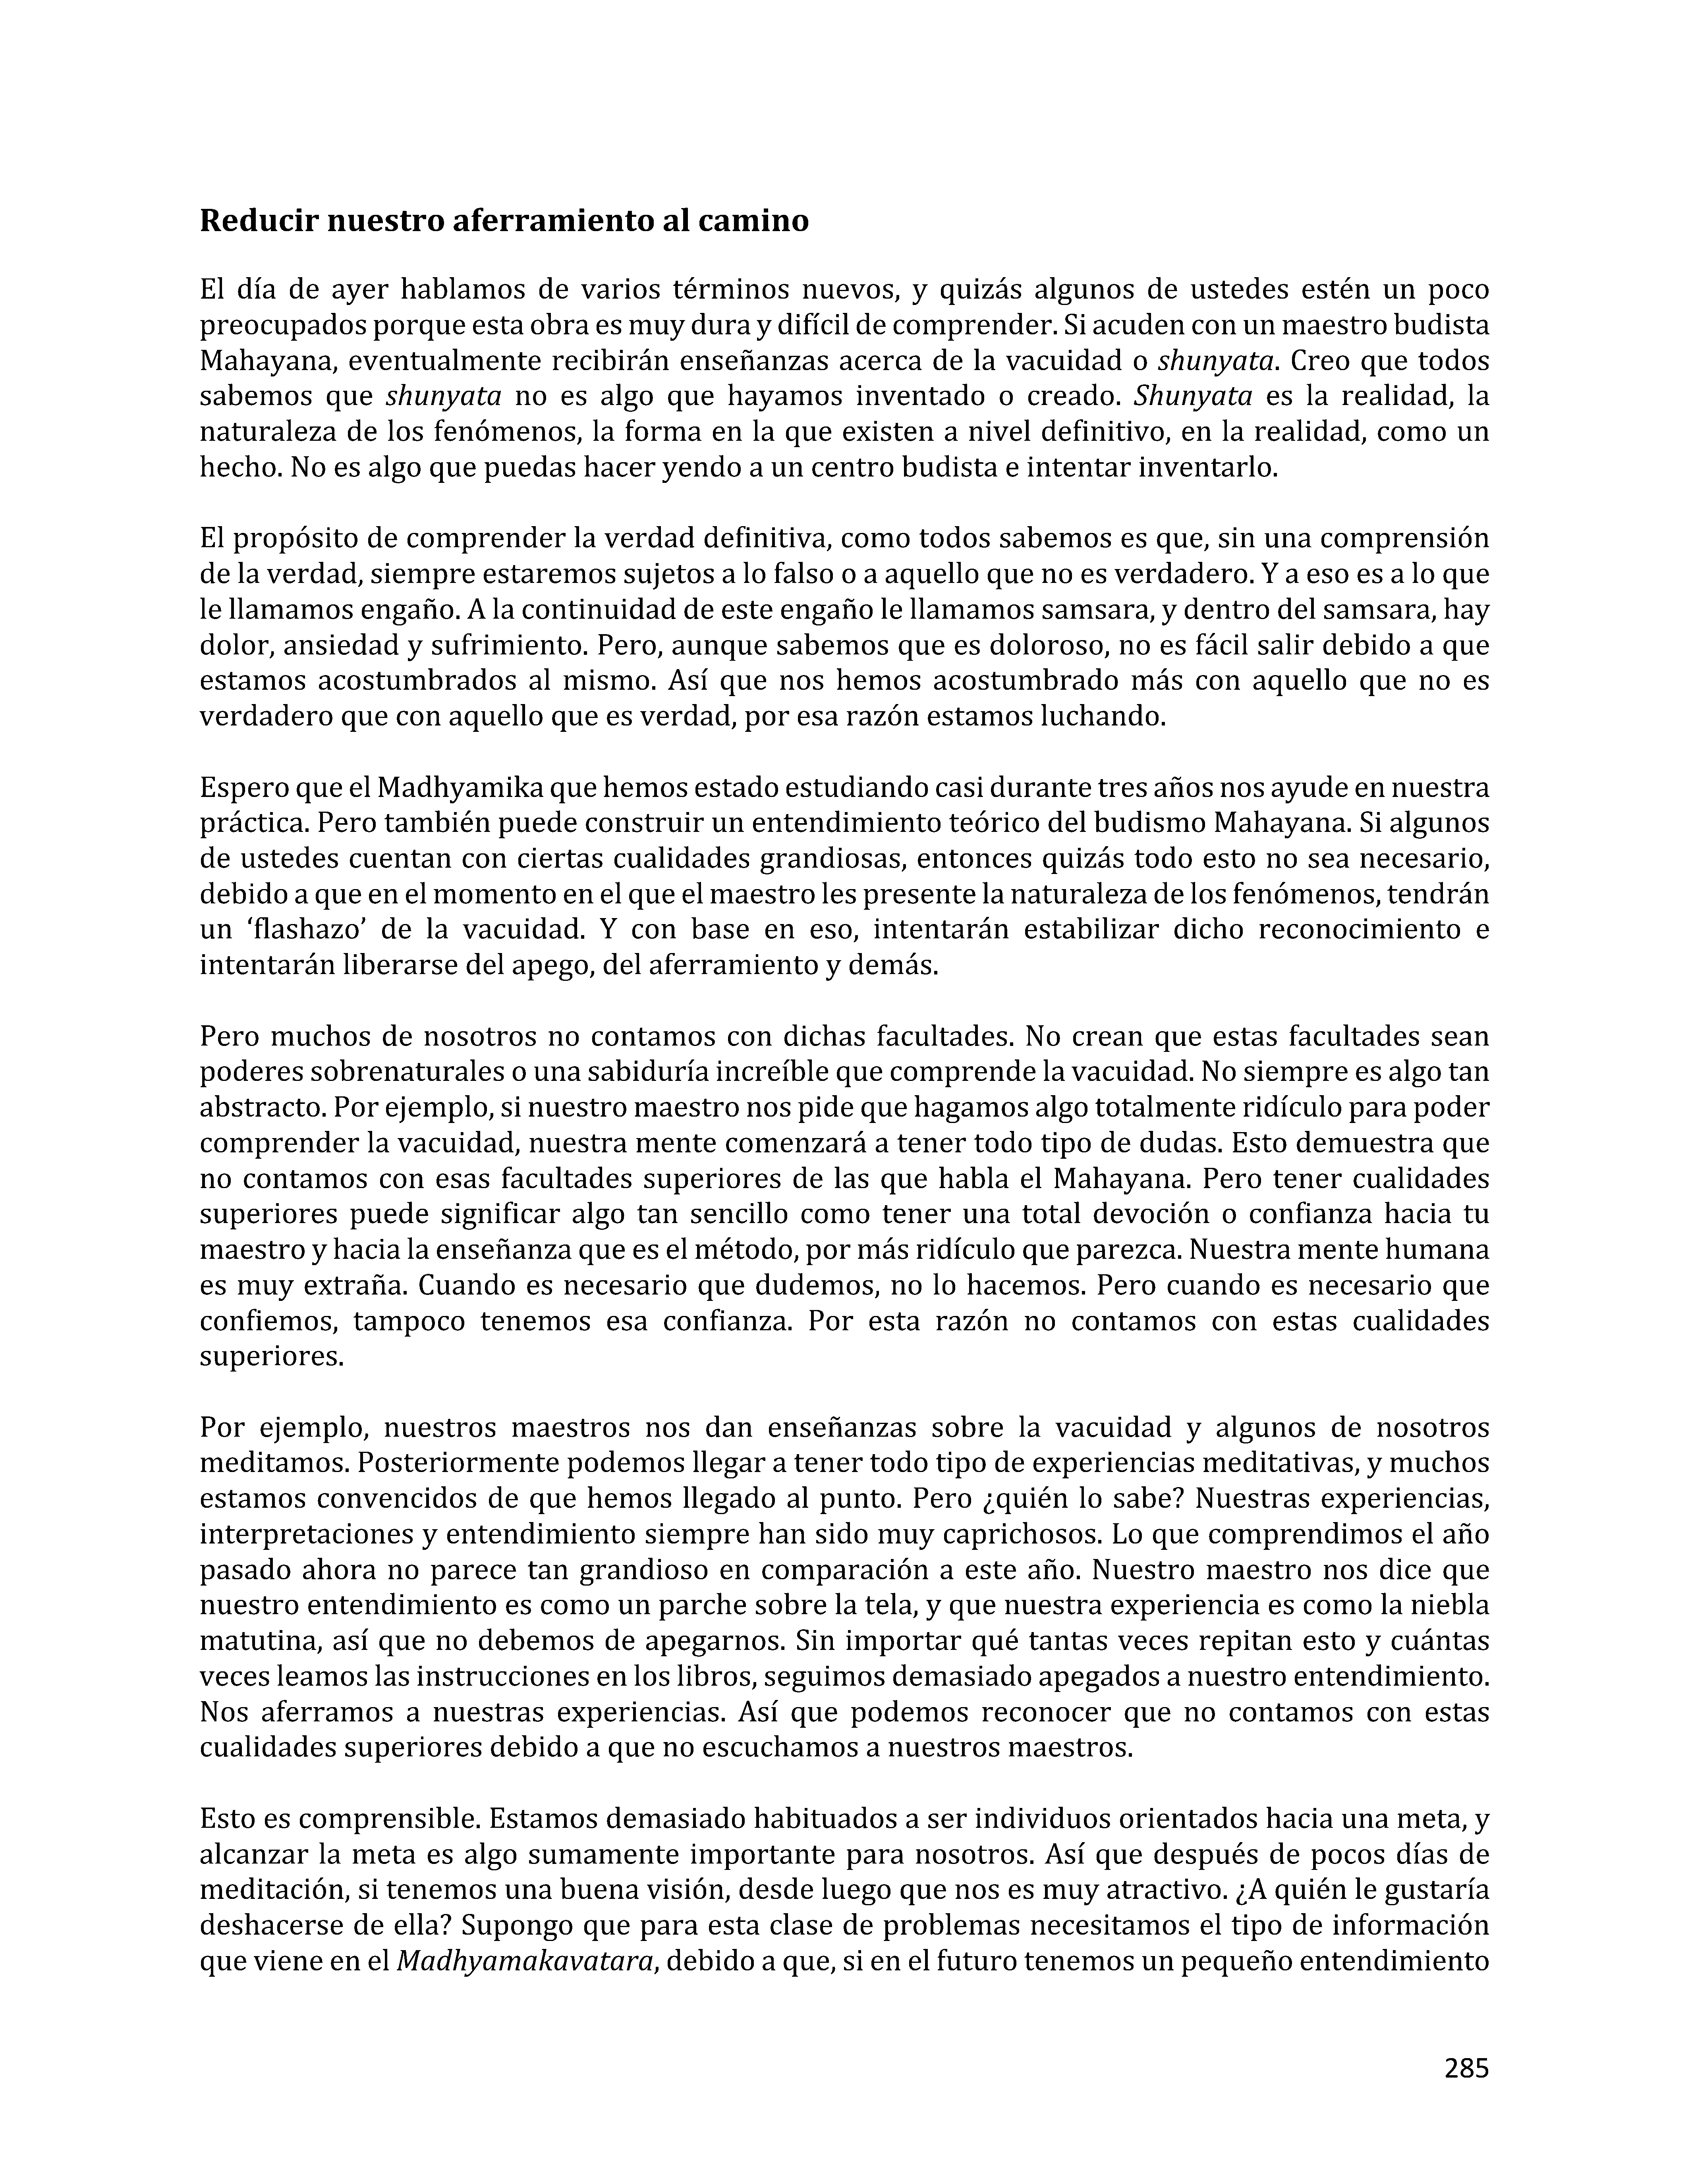 Reducir nuestro aferramiento al camino
El día de ayer hablamos de varios términos nuevos, y quizás algunos de ustedes estén un poco
preocupados porque esta obra es muy dura y difícil de comprender. Si acuden con un maestro budista
Mahayana, eventualmente recibirán enseñanzas acerca de la vacuidad o shunyata. Creo que todos
sabemos que shunyata no es algo que hayamos inventado o creado. Shunyata es la realidad, la
naturaleza de los fenómenos, la forma en la que existen a nivel definitivo, en la realidad, como un
hecho. No es algo que puedas hacer yendo a un centro budista e intentar inventarlo.
El propósito de comprender la verdad definitiva, como todos sabemos es que, sin una comprensión
de la verdad, siempre estaremos sujetos a lo falso o a aquello que no es verdadero. Y a eso es a lo que
le llamamos engaño. A la continuidad de este engaño le llamamos samsara, y dentro del samsara, hay
dolor, ansiedad y sufrimiento. Pero, aunque sabemos que es doloroso, no es fácil salir debido a que
estamos acostumbrados al mismo. Así que nos hemos acostumbrado más con aquello que no es
verdadero que con aquello que es verdad, por esa razón estamos luchando.
Espero que el Madhyamika que hemos estado estudiando casi durante tres años nos ayude en nuestra
práctica. Pero también puede construir un entendimiento teórico del budismo Mahayana. Si algunos
de ustedes cuentan con ciertas cualidades grandiosas, entonces quizás todo esto no sea necesario,
debido a que en el momento en el que el maestro les presente la naturaleza de los fenómenos, tendrán
un ‘flashazo’ de la vacuidad. Y con base en eso, intentarán estabilizar dicho reconocimiento e
intentarán liberarse del apego, del aferramiento y demás.
Pero muchos de nosotros no contamos con dichas facultades. No crean que estas facultades sean
poderes sobrenaturales o una sabiduría increíble que comprende la vacuidad. No siempre es algo tan
abstracto. Por ejemplo, si nuestro maestro nos pide que hagamos algo totalmente ridículo para poder
comprender la vacuidad, nuestra mente comenzará a tener todo tipo de dudas. Esto demuestra que
no contamos con esas facultades superiores de las que habla el Mahayana. Pero tener cualidades
superiores puede significar algo tan sencillo como tener una total devoción o confianza hacia tu
maestro y hacia la enseñanza que es el método, por más ridículo que parezca. Nuestra mente humana
es muy extraña. Cuando es necesario que dudemos, no lo hacemos. Pero cuando es necesario que
confiemos, tampoco tenemos esa confianza. Por esta razón no contamos con estas cualidades
superiores.
Por ejemplo, nuestros maestros nos dan enseñanzas sobre la vacuidad y algunos de nosotros
meditamos. Posteriormente podemos llegar a tener todo tipo de experiencias meditativas, y muchos
estamos convencidos de que hemos llegado al punto. Pero ¿quién lo sabe? Nuestras experiencias,
interpretaciones y entendimiento siempre han sido muy caprichosos. Lo que comprendimos el año
pasado ahora no parece tan grandioso en comparación a este año. Nuestro maestro nos dice que
nuestro entendimiento es como un parche sobre la tela, y que nuestra experiencia es como la niebla
matutina, así que no debemos de apegarnos. Sin importar qué tantas veces repitan esto y cuántas
veces leamos las instrucciones en los libros, seguimos demasiado apegados a nuestro entendimiento.
Nos aferramos a nuestras experiencias. Así que podemos reconocer que no contamos con estas
cualidades superiores debido a que no escuchamos a nuestros maestros.
Esto es comprensible. Estamos demasiado habituados a ser individuos orientados hacia una meta, y
alcanzar la meta es algo sumamente importante para nosotros. Así que después de pocos días de
meditación, si tenemos una buena visión, desde luego que nos es muy atractivo. ¿A quién le gustaría
deshacerse de ella? Supongo que para esta clase de problemas necesitamos el tipo de información
que viene en el Madhyamakavatara, debido a que, si en el futuro tenemos un pequeño entendimiento
285